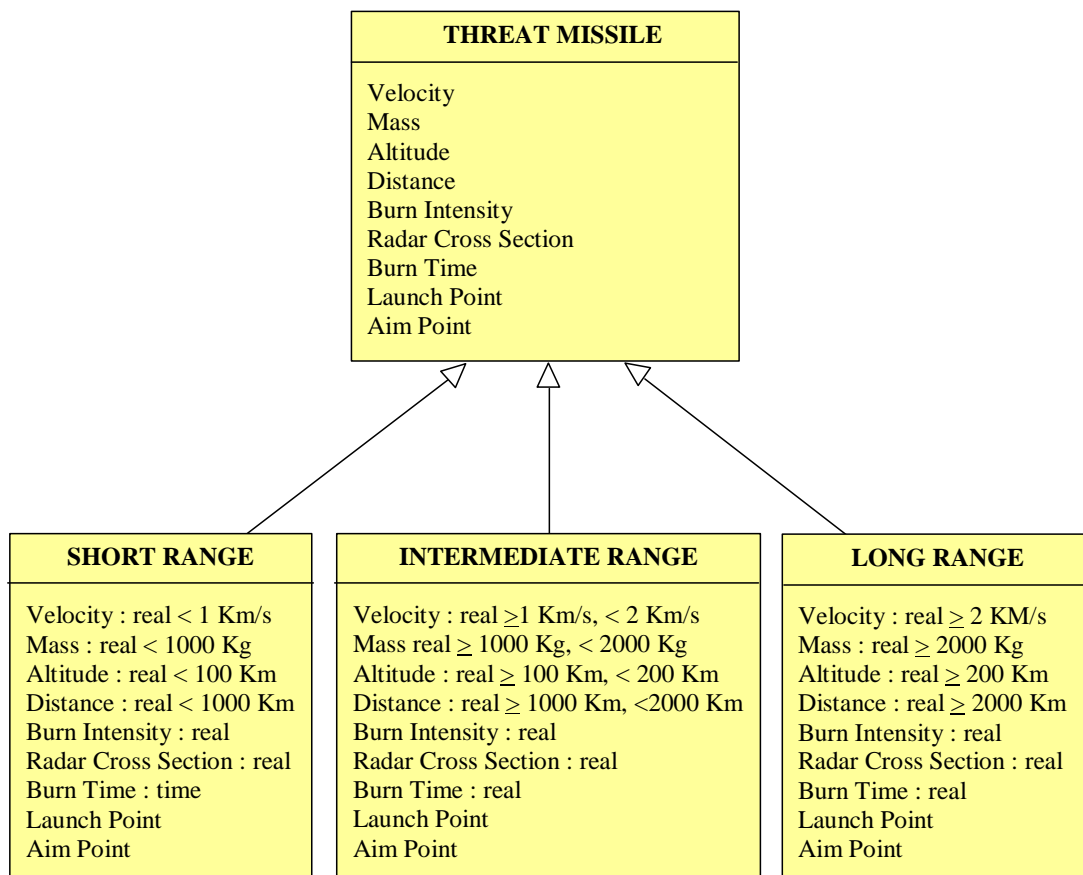 THREAT MISSILE
Velocity
Mass
Altitude
Distance
Burn Intensity
Radar Cross Section
Burn Time
Launch Point
Aim Point
SHORT RANGE
Velocity : real < 1 Km/s
Mass : real < 1000 Kg
Altitude : real < 100 Km
Distance : real < 1000 Km
Burn Intensity : real
Radar Cross Section : real
Burn Time : time
Launch Point
Aim Point
INTERMEDIATE RANGE
Velocity : real ≥1 Km/s, < 2 Km/s
Mass real ≥ 1000 Kg, < 2000 Kg
Altitude : real ≥ 100 Km, < 200 Km
Distance : real ≥ 1000 Km, <2000 Km
Burn Intensity : real
Radar Cross Section : real
Burn Time : real
Launch Point
Aim Point
LONG RANGE
Velocity : real ≥ 2 KM/s
Mass : real ≥ 2000 Kg
Altitude : real ≥ 200 Km
Distance : real ≥ 2000 Km
Burn Intensity : real
Radar Cross Section : real
Burn Time : real
Launch Point
Aim Point